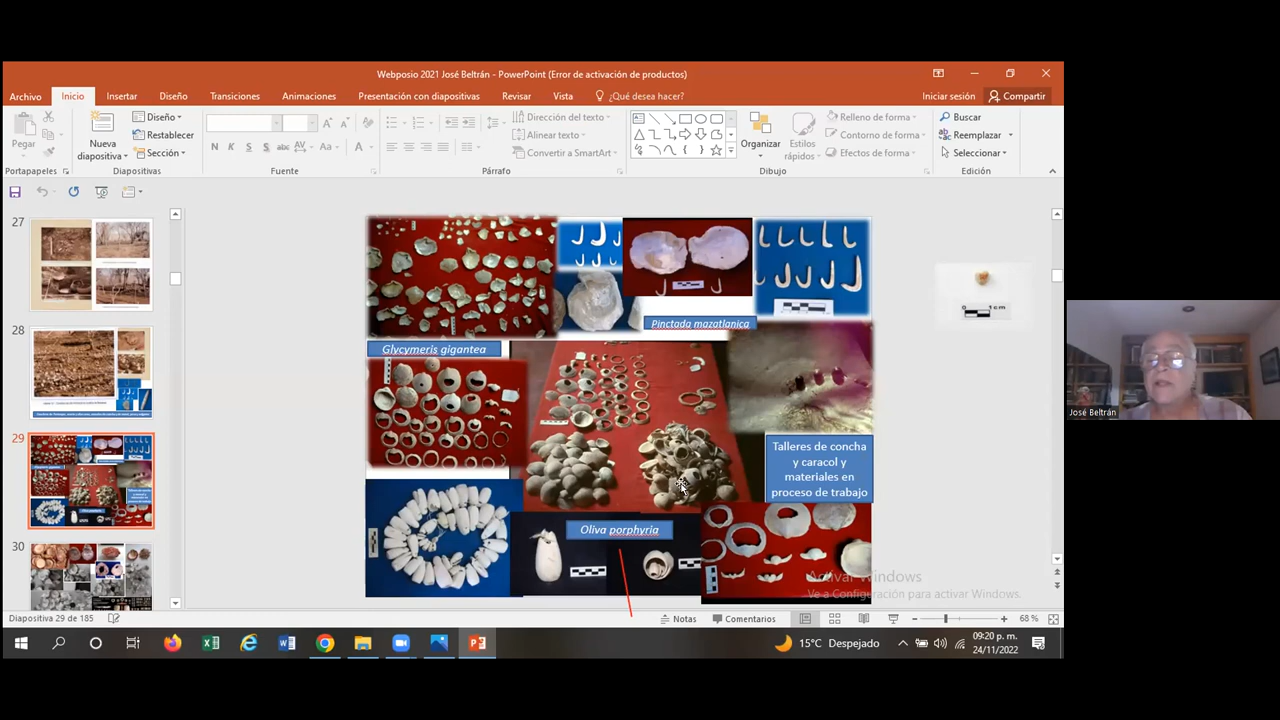 Webposio 2021 José Beltrán - PowerPoint (Error de activación de productos)
Archivo Inicio Insertar Diseño Transiciones Animaciones Presentación con diapositivas Revisar Vista ¿Qué desea hacer? Iniciar sesión Compartir
Pegar
Nueva diapositiva
Diseño
Restablecer
Sección
N K S S abc AV Aa A
Dirección del texto
Alinear texto
Convertir a SmartArt
Organizar
Estilos rápidos
Relleno de forma
Contorno de forma
Efectos de forma
Buscar
Reemplazar
Seleccionar
Portapapeles Diapositivas Fuente Párrafo Dibujo Edición
27
28
29
30
Pinctada mazatlanica
Glycymeris gigantea
Talleres de concha
y caracol y
materiales en
proceso de trabajo
Oliva porphyria
0 1cm
José Beltrán
Activar Windows
Ve a Configuración para activar Windows.
Diapositiva 29 de 185 Notas Comentarios 68 %
15°C Despejado
09:20 p. m.
24/11/2022